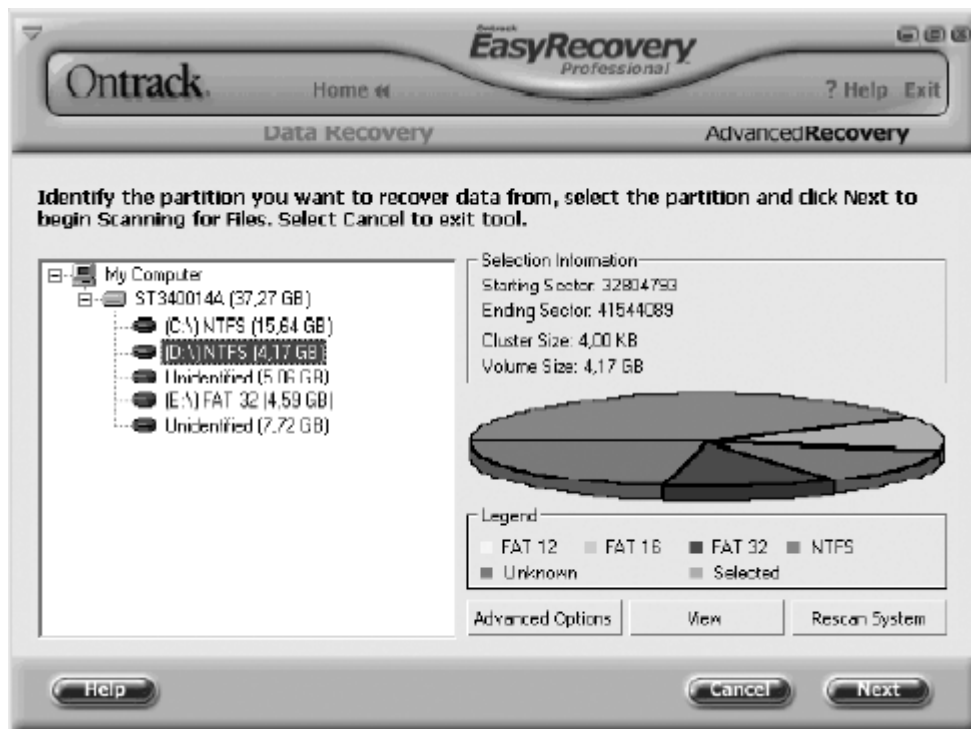 Ontrack
EasyRecovery
Professional
Ontrack.
Home
? Help Exit
Data Recovery
AdvancedRecovery
Identify the partition you want to recover data from, select the partition and click Next to
begin Scanning for Files. Select Cancel to exit tool.
My Computer
ST340014A (37,27 GB)
(C:\) NTFS (15,64 GB)
(D:\) NTFS (4,17 GB)
Unidentified (5,06 GB)
(E:\) FAT 32 (4,59 GB)
Unidentified (7,72 GB)
Selection Information
Starting Sector: 32804793
Ending Sector: 41544089
Cluster Size: 4,00 KB
Volume Size: 4,17 GB
Legend
FAT 12 FAT 16 FAT 32 NTFS
Unknown Selected
Advanced Options View Rescan System
Help Cancel Next